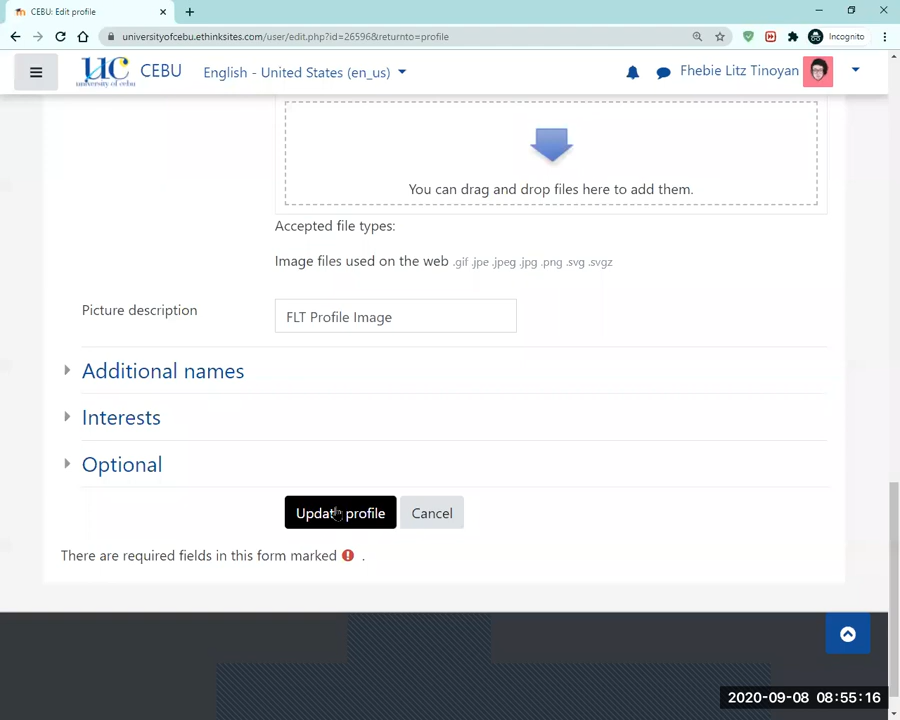 CEBU: Edit profile
universityofcebu.ethinksites.com/user/edit.php?id=26596&returnto=profile
Incognito
UC
university of cebu
CEBU
English - United States (en_us)
Fhebie Litz Tinoyan
You can drag and drop files here to add them.
Accepted file types:
Image files used on the web .gif .jpe .jpeg .jpg .png .svg .svgz
Picture description
FLT Profile Image
Additional names
Interests
Optional
Update profile
Cancel
There are required fields in this form marked .
2020-09-08 08:55:16